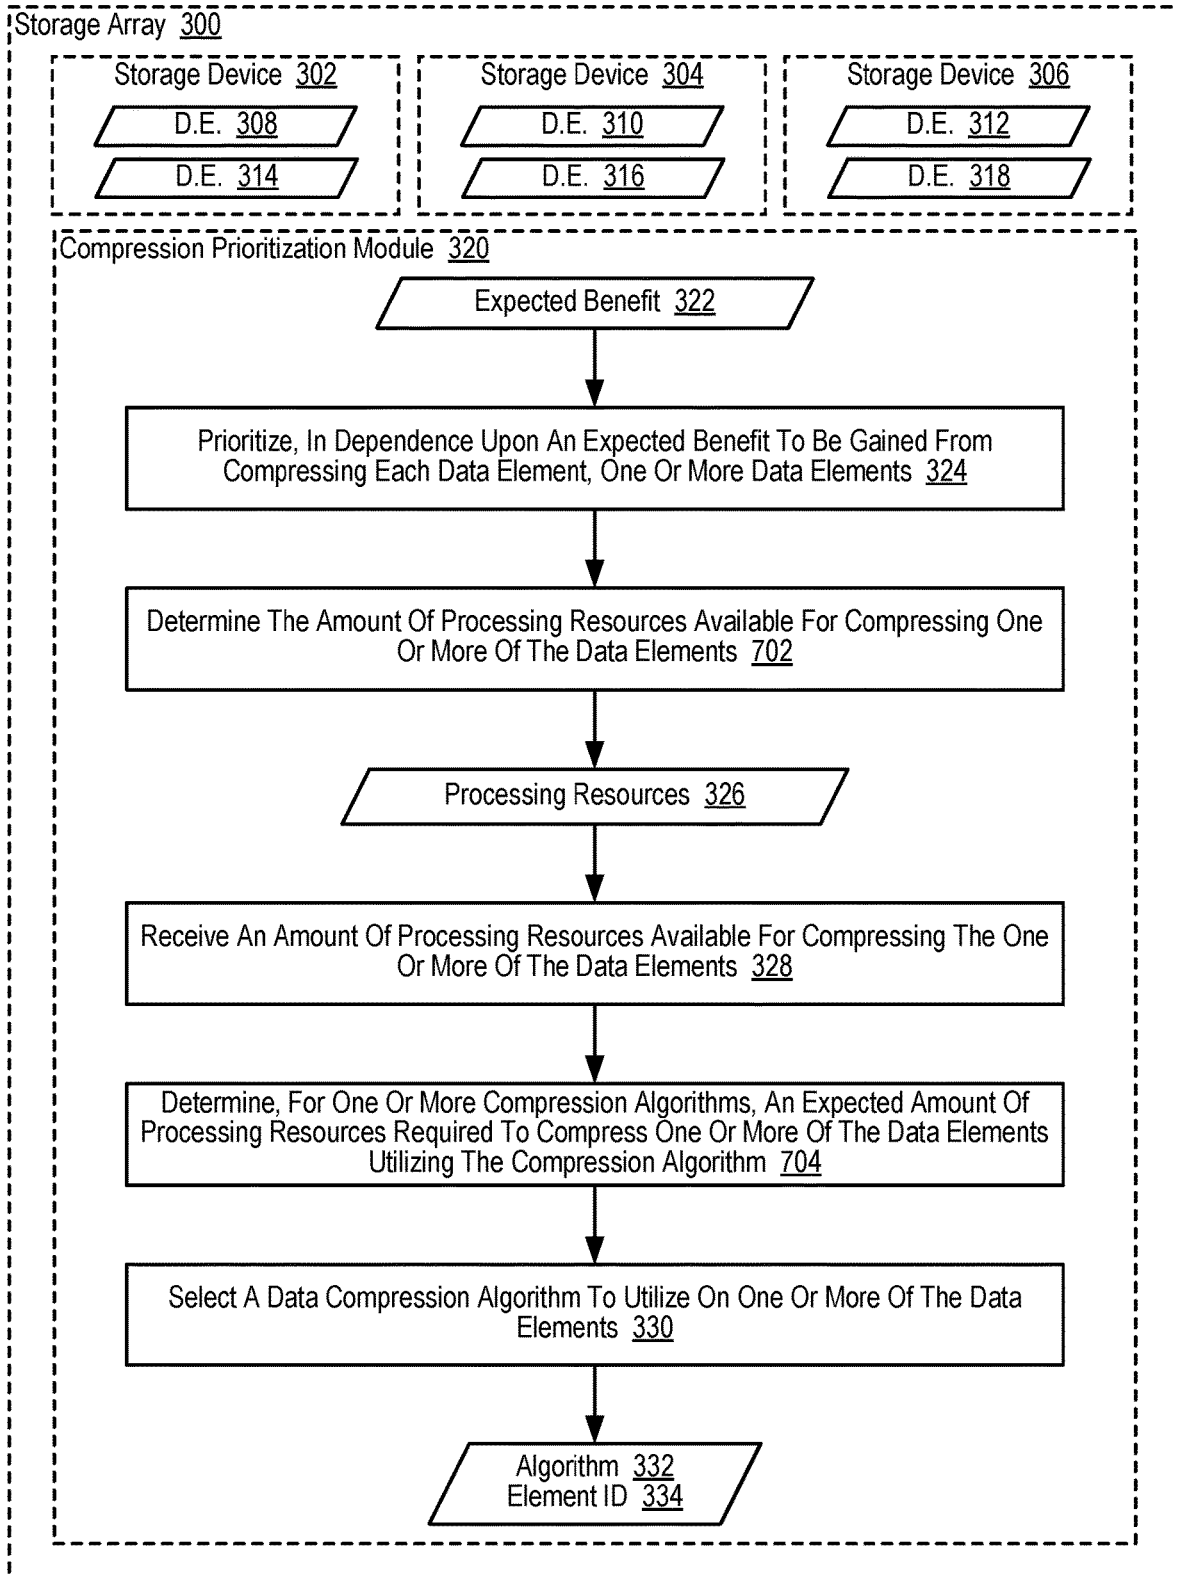 Storage Array 300
Storage Device 302
Storage Device 304
Storage Device 306
D.E. 308
D.E. 310
D.E. 312
D.E. 314
D.E. 316
D.E. 318
Compression Prioritization Module 320
Expected Benefit 322
Prioritize, In Dependence Upon An Expected Benefit To Be Gained From
Compressing Each Data Element, One Or More Data Elements 324
Determine The Amount Of Processing Resources Available For Compressing One
Or More Of The Data Elements 702
Processing Resources 326
Receive An Amount Of Processing Resources Available For Compressing The One
Or More Of The Data Elements 328
Determine, For One Or More Compression Algorithms, An Expected Amount Of
Processing Resources Required To Compress One Or More Of The Data Elements
Utilizing The Compression Algorithm 704
Select A Data Compression Algorithm To Utilize On One Or More Of The Data
Elements 330
Algorithm 332
Element ID 334